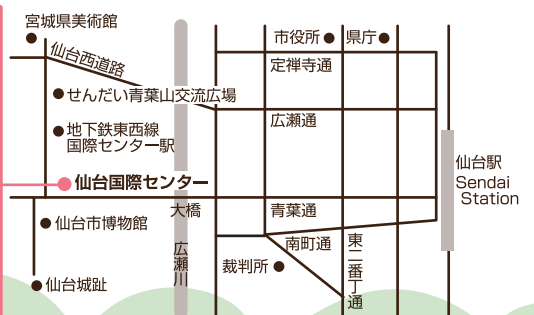 宮城県美術館
仙台西道路
市役所
県庁
定禅寺通
せんだい青葉山交流広場
広瀬通
地下鉄東西線
国際センター駅
仙台駅
Sendai
Station
仙台国際センター
大橋
青葉通
仙台市博物館
南町通
東二番丁通
広瀬川
裁判所
仙台城趾